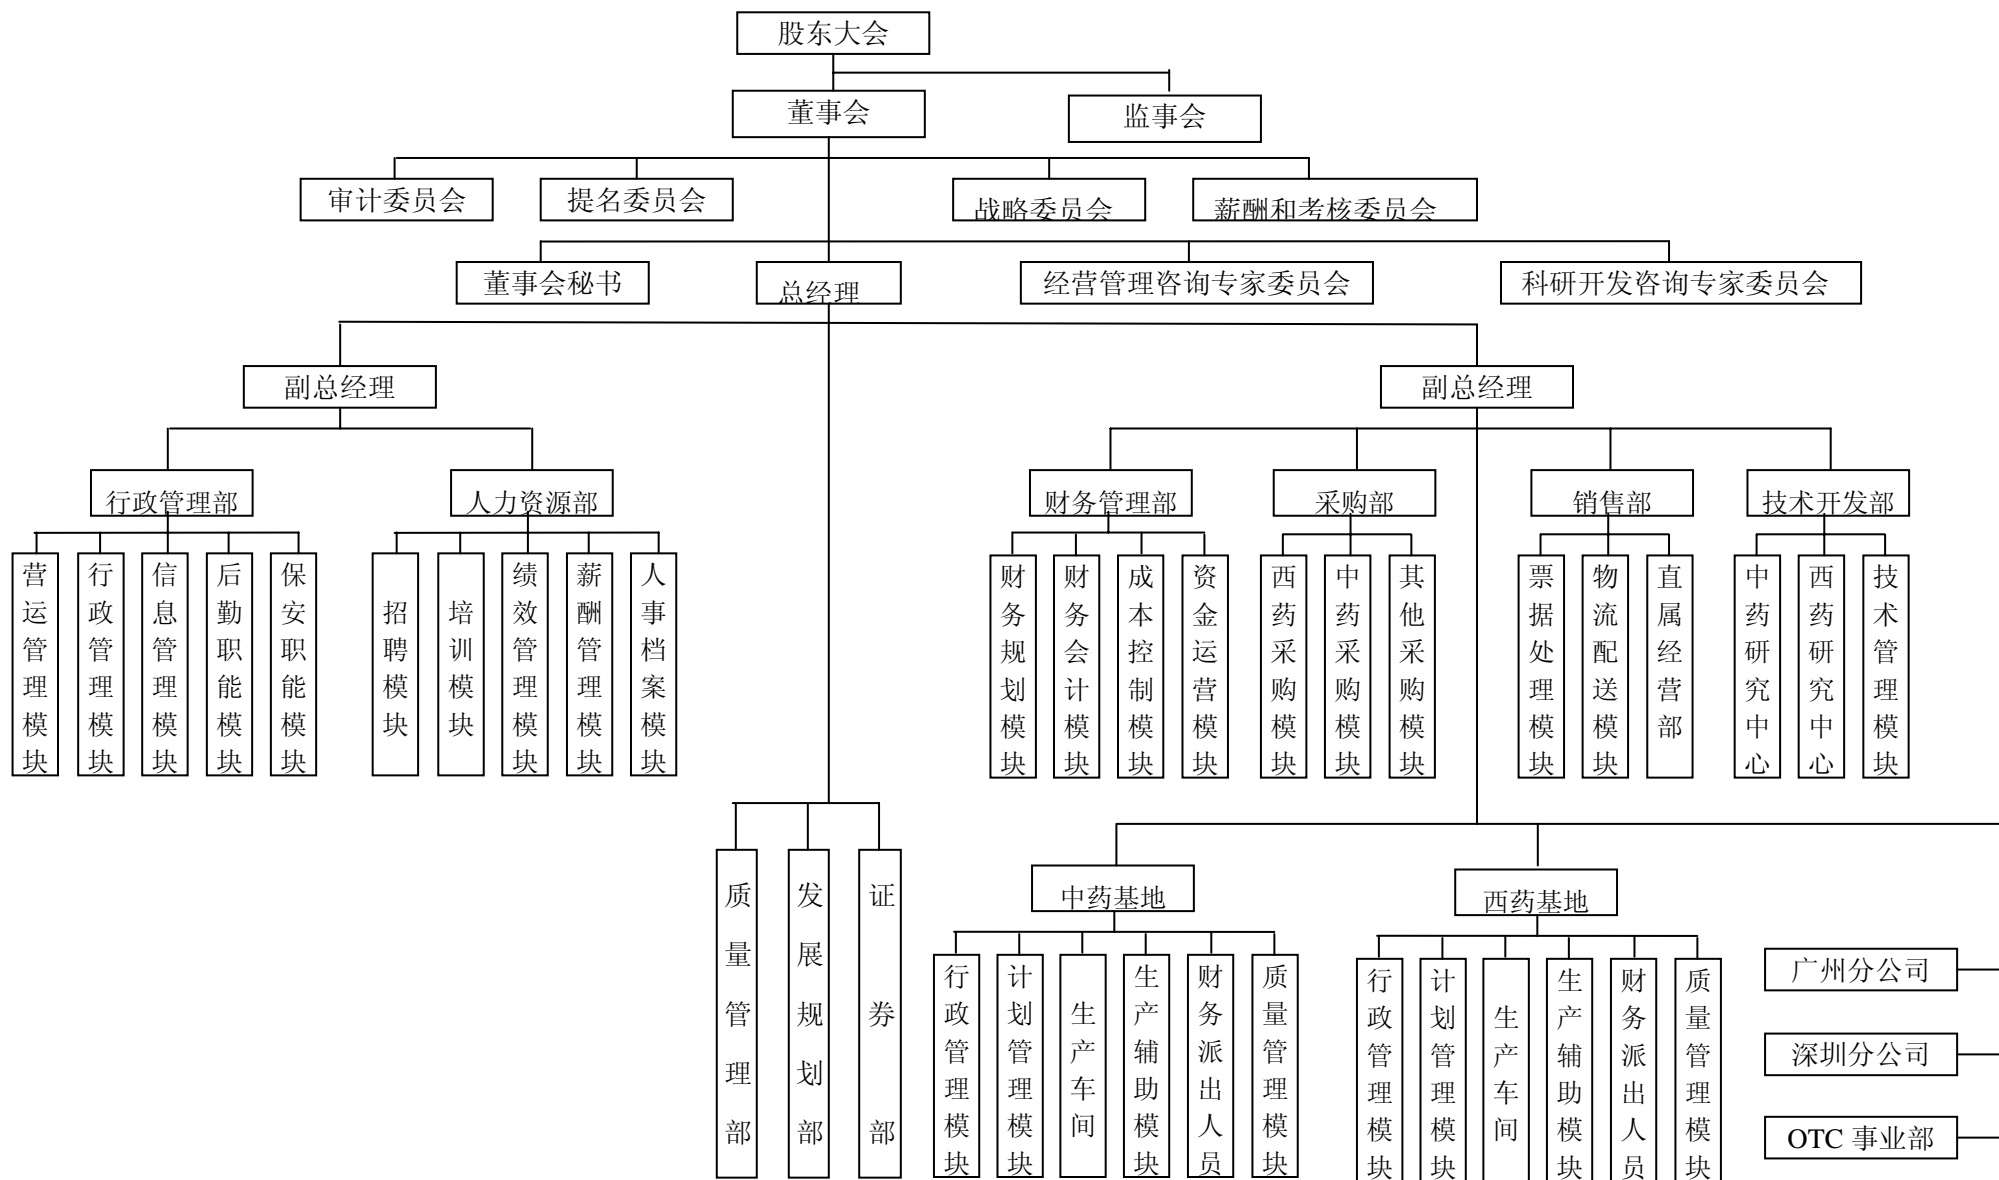 股东大会
董事会
监事会
审计委员会
提名委员会
战略委员会
薪酬和考核委员会
董事会秘书
总经理
经营管理咨询专家委员会
科研开发咨询专家委员会
副总经理
副总经理
行政管理部
人力资源部
财务管理部
采购部
销售部
技术开发部
营运管理模块
行政管理模块
信息管理模块
后勤职能模块
保安职能模块
招聘模块
培训模块
绩效管理模块
薪酬管理模块
人事档案模块
财务规划模块
财务会计模块
成本控制模块
资金运营模块
西药采购模块
中药采购模块
其他采购模块
票据处理模块
物流配送模块
直属经营部
中药研究中心
西药研究中心
技术管理模块
质量管理部
发展规划部
证券部
中药基地
西药基地
行政管理模块
计划管理模块
生产车间
生产辅助模块
财务派出人员
质量管理模块
行政管理模块
计划管理模块
生产车间
生产辅助模块
财务派出人员
质量管理模块
广州分公司
深圳分公司
OTC 事业部